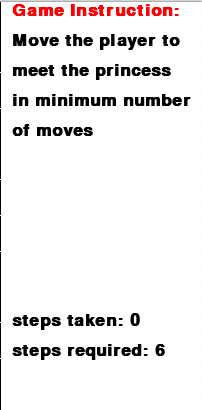 Game Instruction:
Move the player to
meet the princess
in minimum number
of moves
steps taken: 0
steps required: 6